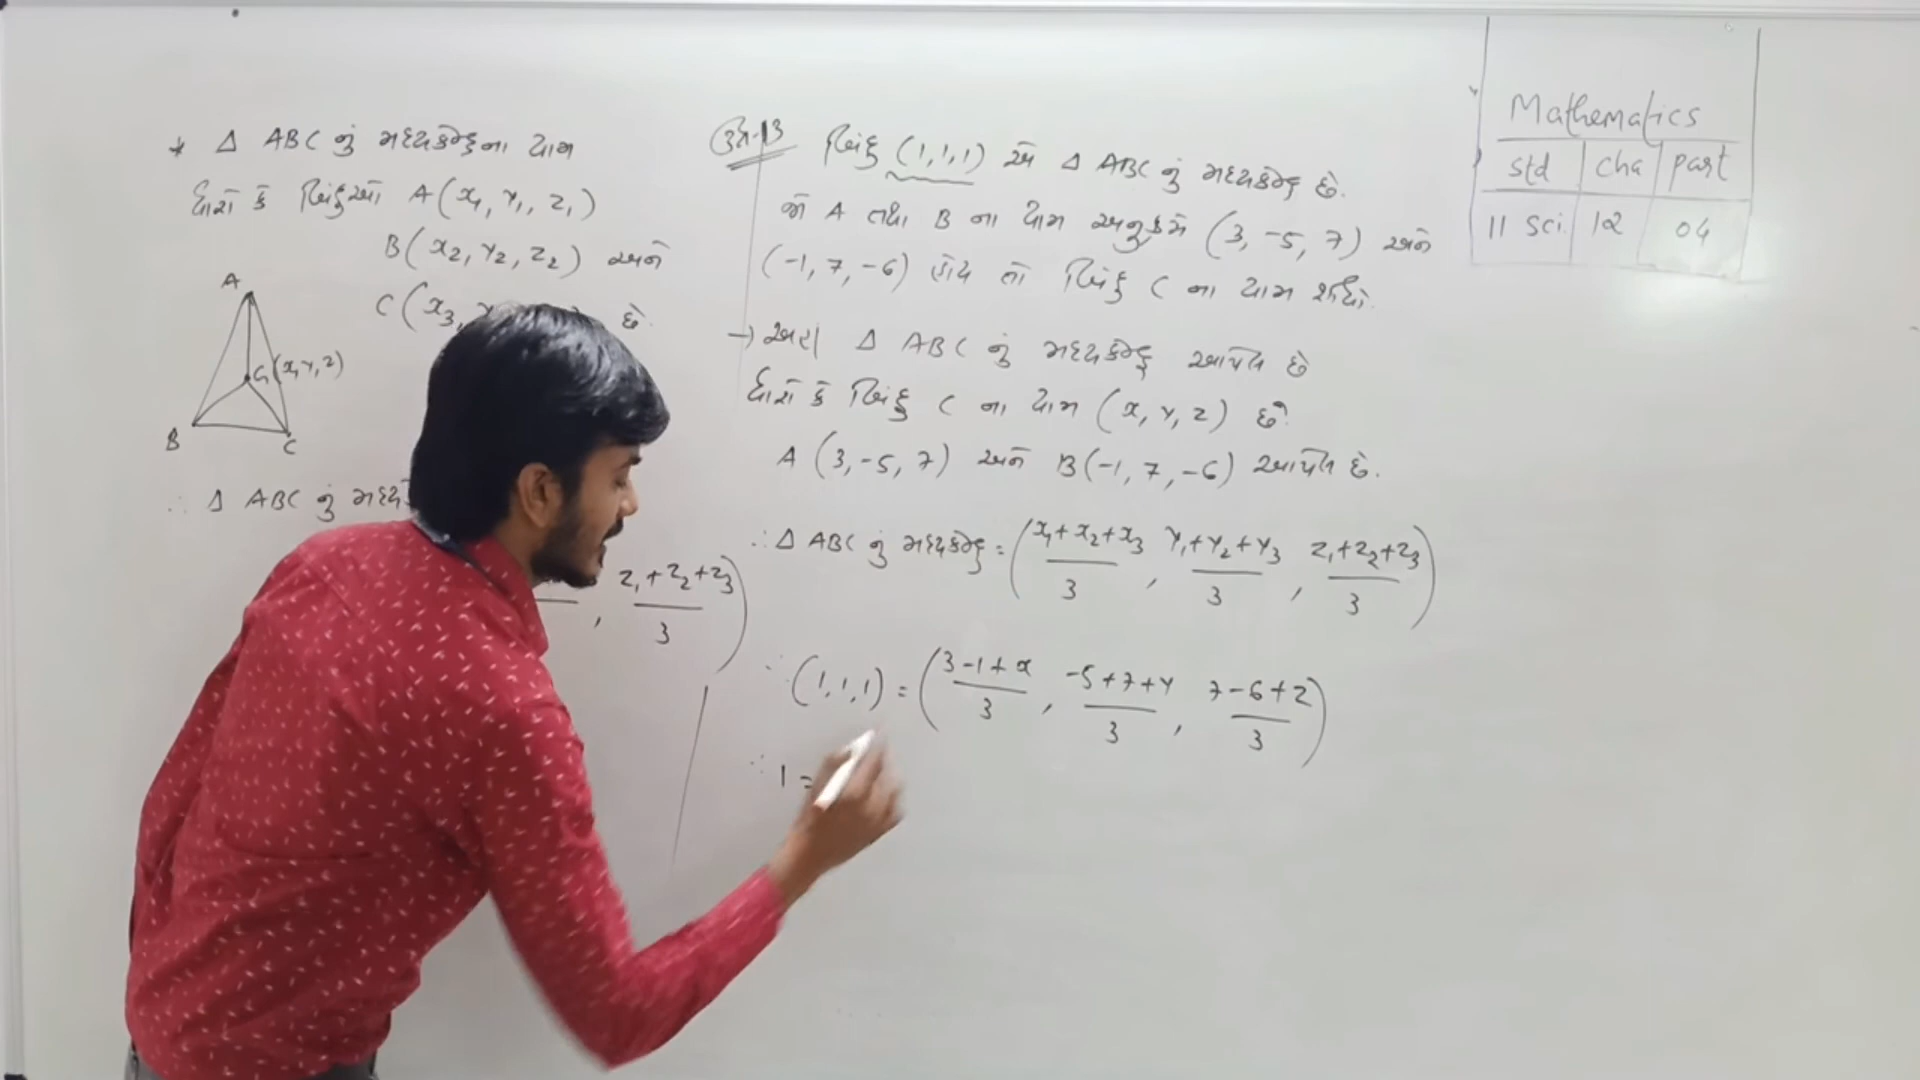 * Δ ABC નું મધ્યકેન્દ્રના યામ
ધારો કે બિંદુઓ A(x₁, y₁, z₁)
B(x₂, y₂, z₂) અને
C(x₃, છે.
A
G(x, y, z)
B
C
∴ Δ ABC નું
z₁+z₂+z₃
, ─── )
3
ઉદા-13 બિંદુ (1,1,1) એ Δ ABC નું મધ્યકેન્દ્ર છે.
જો A તથા B ના યામ અનુક્રમે (3, -5, 7) અને
(-1, 7, -6) હોય તો બિંદુ C ના યામ શોધો.
→ અહી Δ ABC નું મધ્યકેન્દ્ર આપેલ છે
ધારો કે બિંદુ C ના યામ (x, y, z) છે.
A (3, -5, 7) અને B(-1, 7, -6) આપેલ છે.
∴ Δ ABC નું મધ્યકેન્દ્ર = ( (x₁+x₂+x₃)/3 , (y₁+y₂+y₃)/3 , (z₁+z₂+z₃)/3 )
∴ (1,1,1) = ( (3-1+x)/3 , (-5+7+y)/3 , (7-6+z)/3 )
∴ 1 =
Mathematics
std cha part
11 sci. 12 04